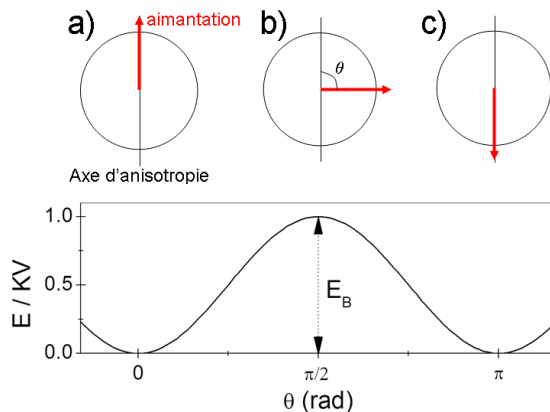 a)
aimantation
b)
θ
c)
Axe d'anisotropie
1.0
0.5
0.0
E / KV
E_B
0
π/2
π
θ (rad)